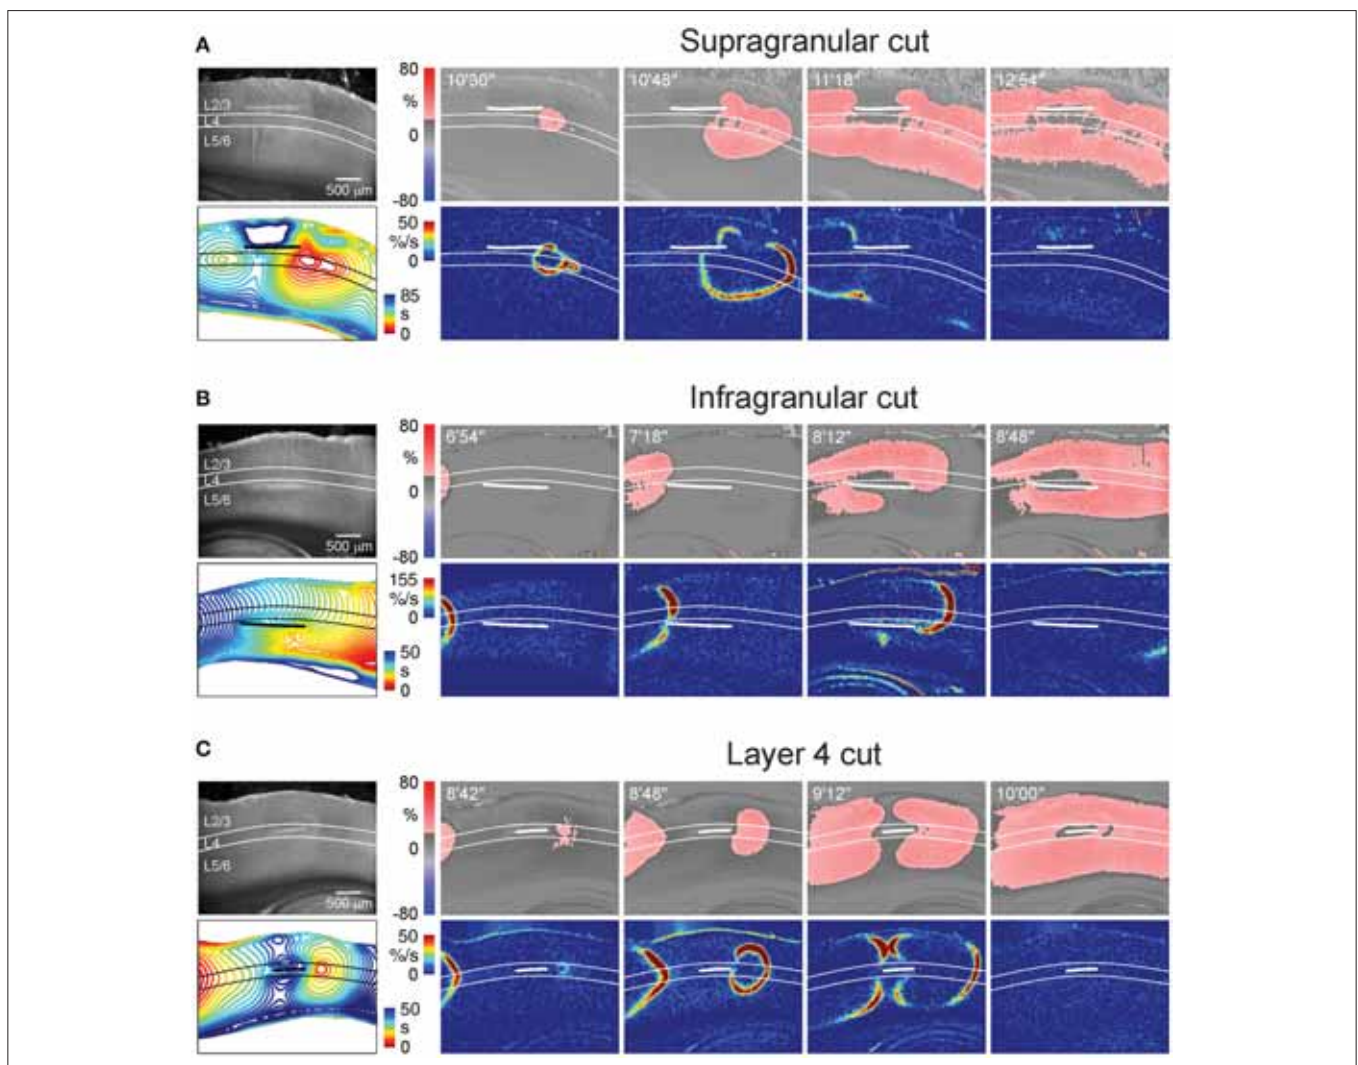 A
Supragranular cut
L2/3
L4
L5/6
500 µm
80
%
0
-80
10'30"
10'48"
11'18"
12'54"
50
%/s
0
85
s
0
B
Infragranular cut
L2/3
L4
L5/6
500 µm
80
%
0
-80
6'54"
7'18"
8'12"
8'48"
155
%/s
0
50
s
0
C
Layer 4 cut
L2/3
L4
L5/6
500 µm
80
%
0
-80
8'42"
8'48"
9'12"
10'00"
50
%/s
0
50
s
0